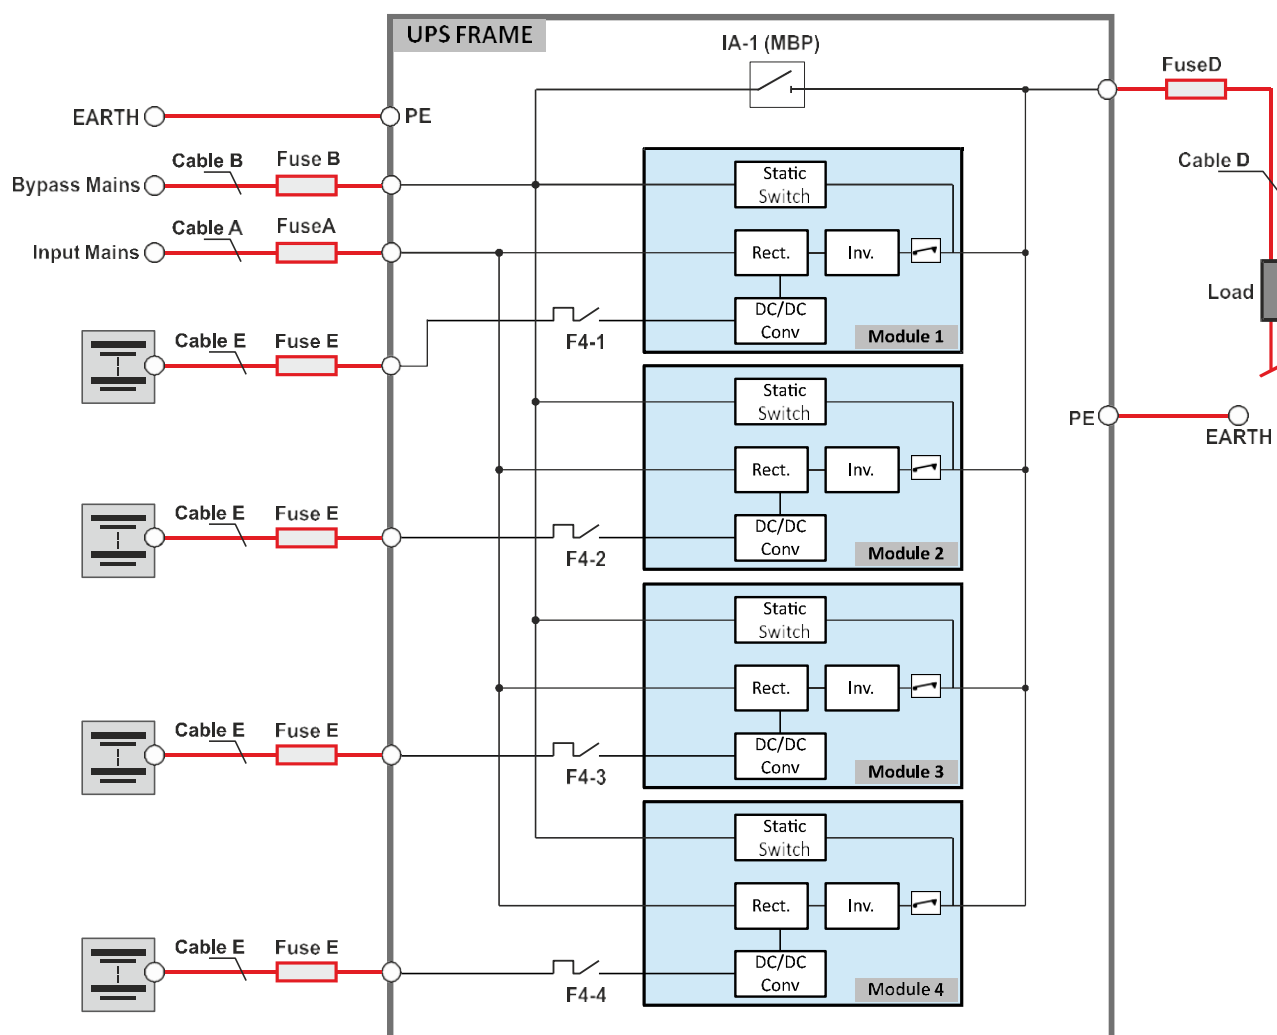 UPS FRAME
IA-1 (MBP)
FuseD
EARTH
PE
Cable B
Fuse B
Bypass Mains
Cable D
Static
Switch
Cable A
FuseA
Input Mains
Rect.
Inv.
Load
DC/DC
Conv
F4-1
Module 1
Cable E
Fuse E
Static
Switch
PE
EARTH
Rect.
Inv.
Cable E
Fuse E
DC/DC
Conv
F4-2
Module 2
Static
Switch
Rect.
Inv.
Cable E
Fuse E
DC/DC
Conv
F4-3
Module 3
Static
Switch
Rect.
Inv.
Cable E
Fuse E
DC/DC
Conv
F4-4
Module 4